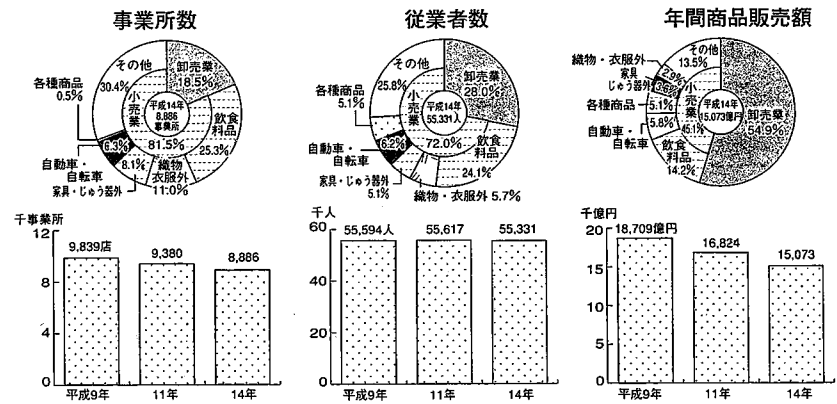 事業所数
その他
30.4%
卸売業
18.5%
各種商品
0.5%
小売業
平成14年
8,886
事業所
81.5%
飲食
料品
25.3%
6.3%
自動車・
自転車
8.1%
家具・じゅう器外
織物・
衣服外
11.0%
従業者数
その他
25.8%
卸売業
28.0%
各種商品
5.1%
小売業
平成14年
55,331人
72.0%
飲食
料品
24.1%
6.2%
自動車・
自転車
家具・じゅう器外
5.1%
織物・衣服外 5.7%
年間商品販売額
その他
13.5%
織物・衣服外
2.9%
家具
じゅう器外
各種商品
5.1%
小売業
平成14年
15,073億円
45.1%
卸売業
54.9%
自動車・
自転車
5.8%
飲食
料品
14.2%
千事業所
12
8
4
0
9,839店
9,380
8,886
平成9年
11年
14年
千人
60
40
20
0
55,594人
55,617
55,331
平成9年
11年
14年
千億円
20
15
10
5
0
18,709億円
16,824
15,073
平成9年
11年
14年